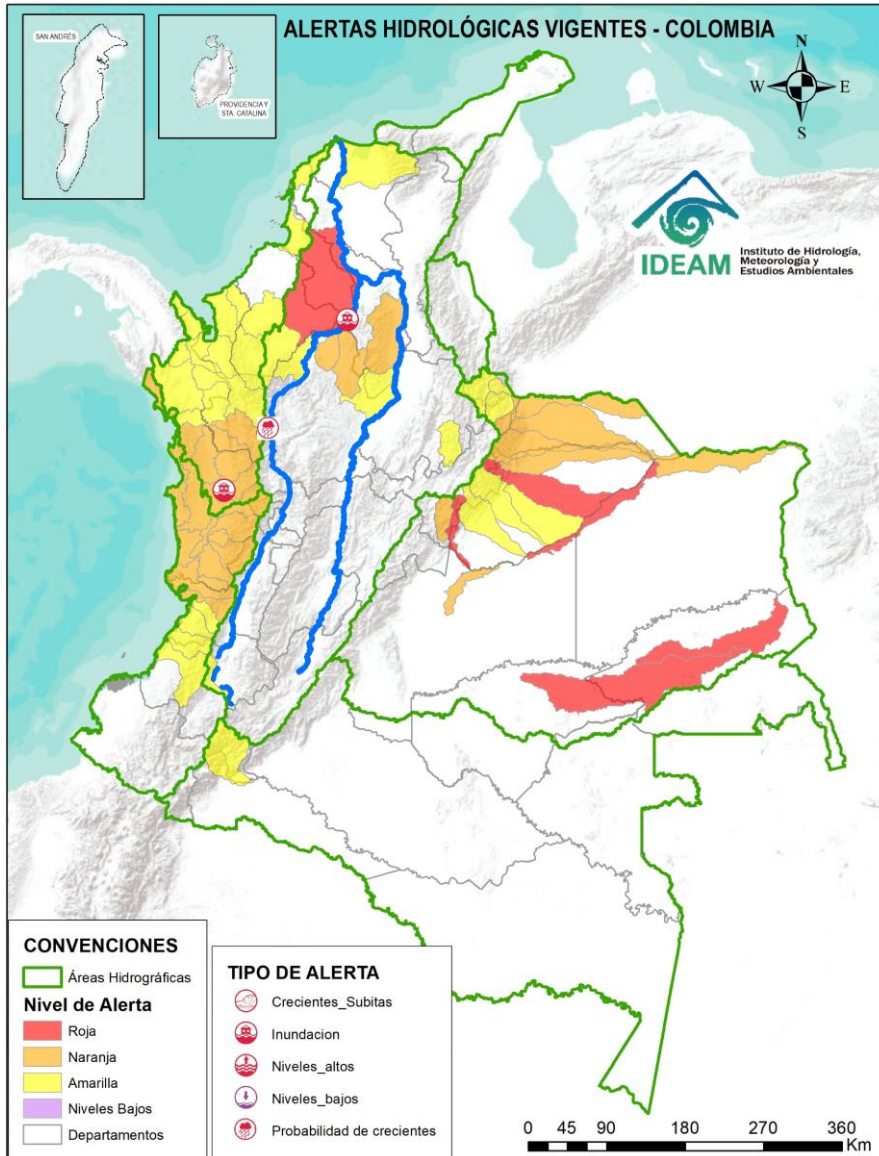 ALERTAS HIDROLÓGICAS VIGENTES - COLOMBIA
SAN ANDRÉS
PROVIDENCIA Y
STA. CATALINA
N
W
E
S
IDEAM
Instituto de Hidrología,
Meteorología y
Estudios Ambientales
CONVENCIONES
Áreas Hidrográficas
Nivel de Alerta
Roja
Naranja
Amarilla
Niveles Bajos
Departamentos
TIPO DE ALERTA
Crecientes_Subitas
Inundacion
Niveles_altos
Niveles_bajos
Probabilidad de crecientes
0 45 90 180 270 360
Km